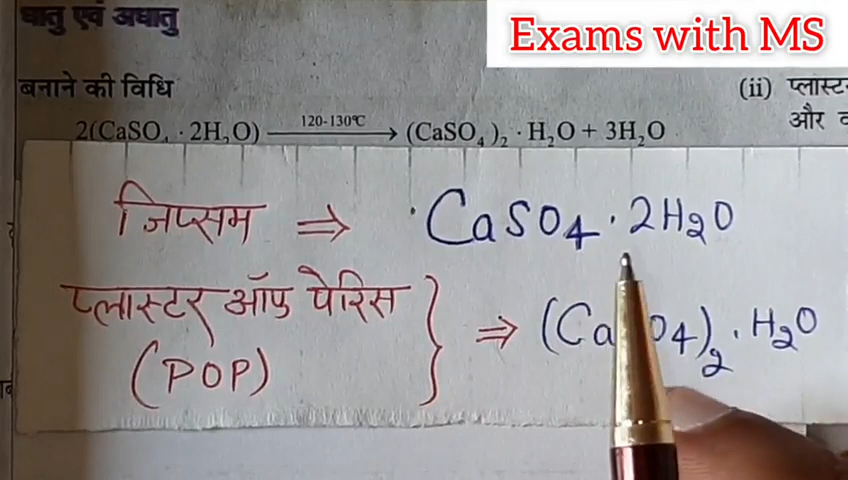 धातु एवं अधातु
Exams with MS
बनाने की विधि
(ii)
और
2(CaSO₄ · 2H₂O) —120-130℃→ (CaSO₄)₂ · H₂O + 3H₂O
जिप्सम ⇒ CaSO₄·2H₂O
प्लास्टर ऑफ पेरिस
(POP) } ⇒ (CaSO₄)₂·H₂O